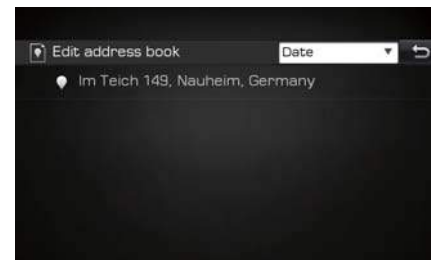 Edit address book Date
Im Teich 149, Nauheim, Germany